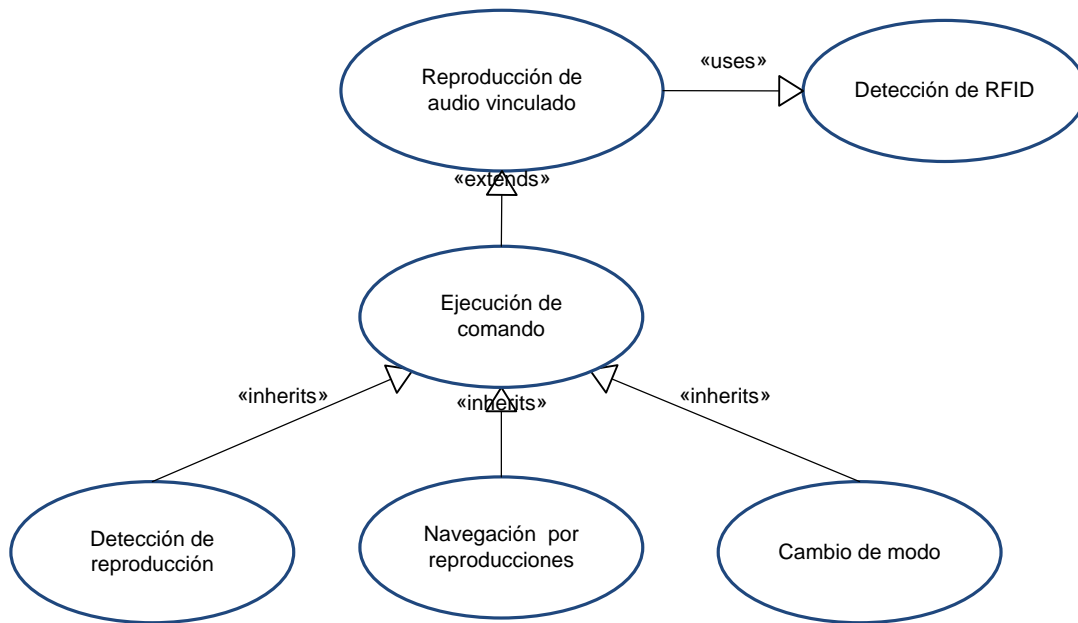 Reproducción de
audio vinculado
«uses»
Detección de RFID
«extends»
Ejecución de
comando
«inherits»
«inherits»
«inherits»
Detección de
reproducción
Navegación por
reproducciones
Cambio de modo